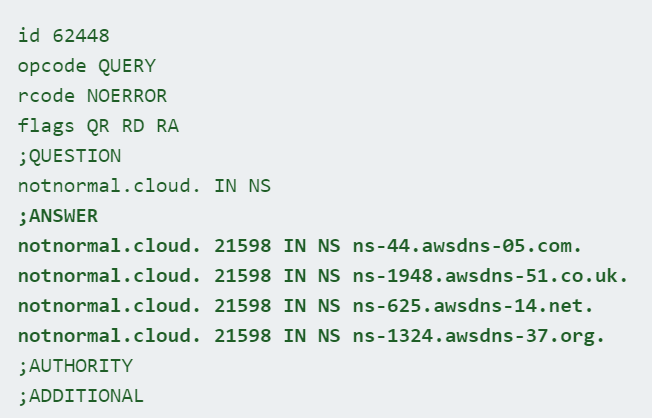 id 62448
opcode QUERY
rcode NOERROR
flags QR RD RA
;QUESTION
notnormal.cloud. IN NS
;ANSWER
notnormal.cloud. 21598 IN NS ns-44.awsdns-05.com.
notnormal.cloud. 21598 IN NS ns-1948.awsdns-51.co.uk.
notnormal.cloud. 21598 IN NS ns-625.awsdns-14.net.
notnormal.cloud. 21598 IN NS ns-1324.awsdns-37.org.
;AUTHORITY
;ADDITIONAL